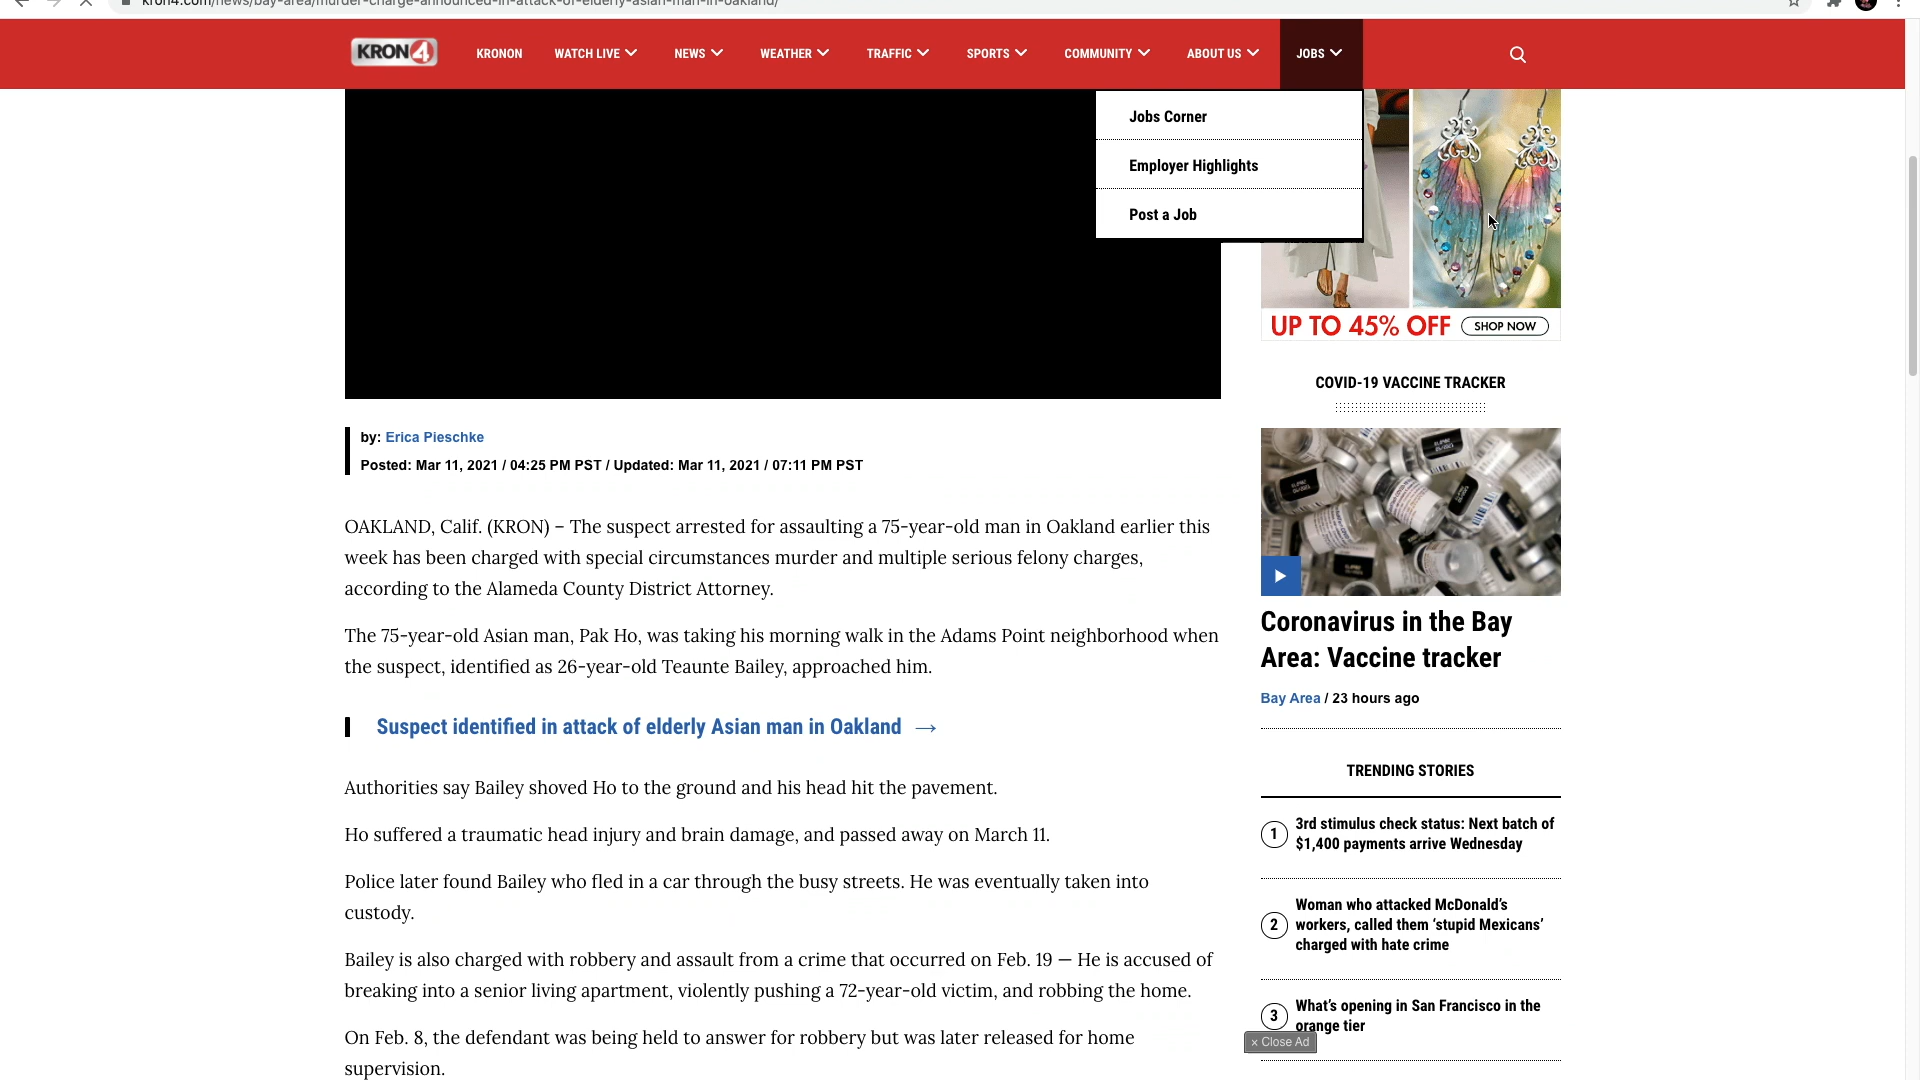 kron4.com/news/bay-area/murder-charge-announced-in-attack-of-elderly-asian-man-in-oakland/
KRON4
KRONON
WATCH LIVE
NEWS
WEATHER
TRAFFIC
SPORTS
COMMUNITY
ABOUT US
JOBS
Jobs Corner
Employer Highlights
Post a Job
UP TO 45% OFF
SHOP NOW
by: Erica Pieschke
Posted: Mar 11, 2021 / 04:25 PM PST / Updated: Mar 11, 2021 / 07:11 PM PST
OAKLAND, Calif. (KRON) – The suspect arrested for assaulting a 75-year-old man in Oakland earlier this
week has been charged with special circumstances murder and multiple serious felony charges,
according to the Alameda County District Attorney.
The 75-year-old Asian man, Pak Ho, was taking his morning walk in the Adams Point neighborhood when
the suspect, identified as 26-year-old Teaunte Bailey, approached him.
Suspect identified in attack of elderly Asian man in Oakland →
Authorities say Bailey shoved Ho to the ground and his head hit the pavement.
Ho suffered a traumatic head injury and brain damage, and passed away on March 11.
Police later found Bailey who fled in a car through the busy streets. He was eventually taken into
custody.
Bailey is also charged with robbery and assault from a crime that occurred on Feb. 19 — He is accused of
breaking into a senior living apartment, violently pushing a 72-year-old victim, and robbing the home.
On Feb. 8, the defendant was being held to answer for robbery but was later released for home
supervision.
COVID-19 VACCINE TRACKER
Coronavirus in the Bay
Area: Vaccine tracker
Bay Area / 23 hours ago
TRENDING STORIES
1
3rd stimulus check status: Next batch of
$1,400 payments arrive Wednesday
2
Woman who attacked McDonald’s
workers, called them ‘stupid Mexicans’
charged with hate crime
3
What’s opening in San Francisco in the
orange tier
x Close Ad